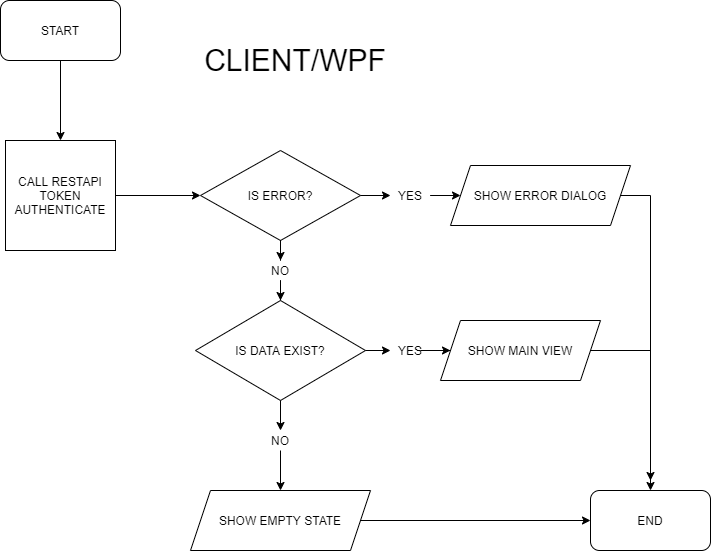 START
CLIENT/WPF
CALL RESTAPI
TOKEN
AUTHENTICATE
IS ERROR?
YES
SHOW ERROR DIALOG
NO
IS DATA EXIST?
YES
SHOW MAIN VIEW
NO
SHOW EMPTY STATE
END